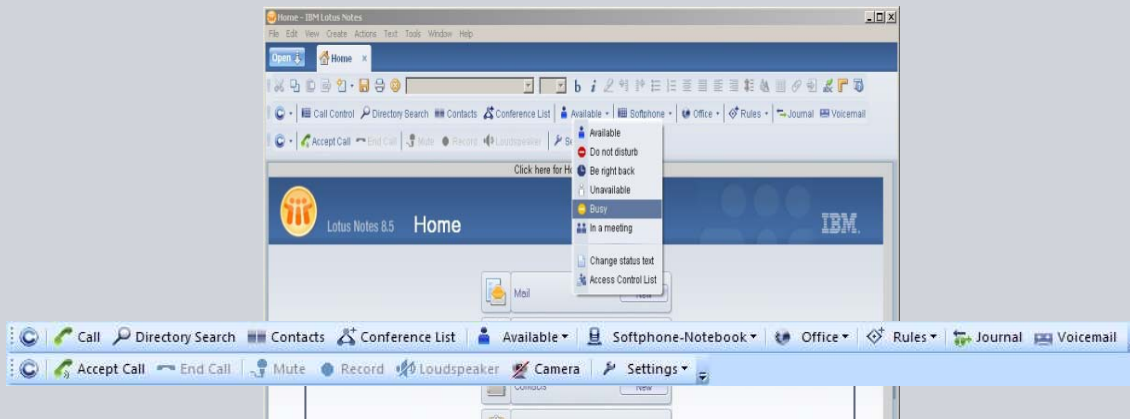 Home - IBM Lotus Notes
File Edit View Create Actions Text Tools Window Help
Open Home x
b i
Call Control Directory Search Contacts Conference List Available Softphone Office Rules Journal Voicemail
Accept Call End Call Mute Record Loudspeaker
Available
Do not disturb
Click here for
Be right back
Unavailable
Busy
In a meeting
Change status text
Access Control List
Lotus Notes 8.5 Home IBM.
Mail New
Call Directory Search Contacts Conference List Available Softphone-Notebook Office Rules Journal Voicemail
Accept Call End Call Mute Record Loudspeaker Camera Settings
Contacts New